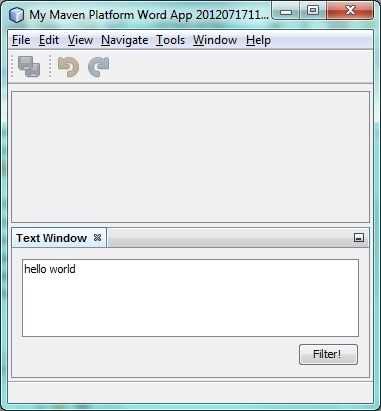 My Maven Platform Word App 2012071711...
File Edit View Navigate Tools Window Help
Text Window
hello world
Filter!